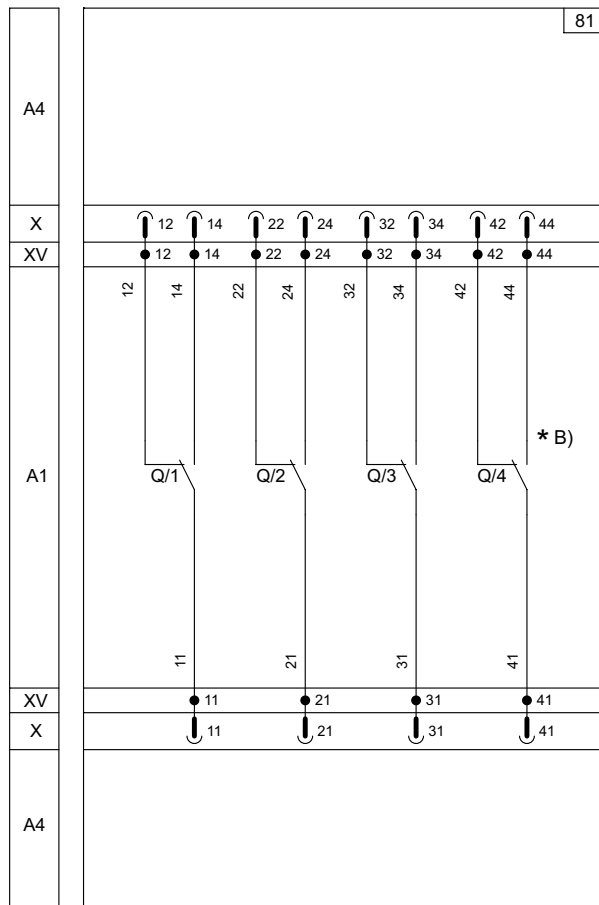 81
A4
X 12 14 22 24 32 34 42 44
XV 12 14 22 24 32 34 42 44
12 14 22 24 32 34 42 44
* B)
A1 Q/1 Q/2 Q/3 Q/4
11 21 31 41
XV 11 21 31 41
X 11 21 31 41
A4